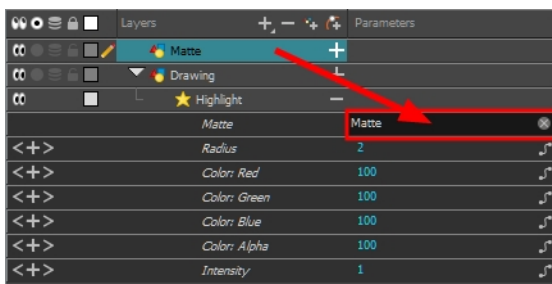 Layers Parameters
Matte
Drawing
Highlight
Matte Matte
Radius 2
Color: Red 100
Color: Green 100
Color: Blue 100
Color: Alpha 100
Intensity 1